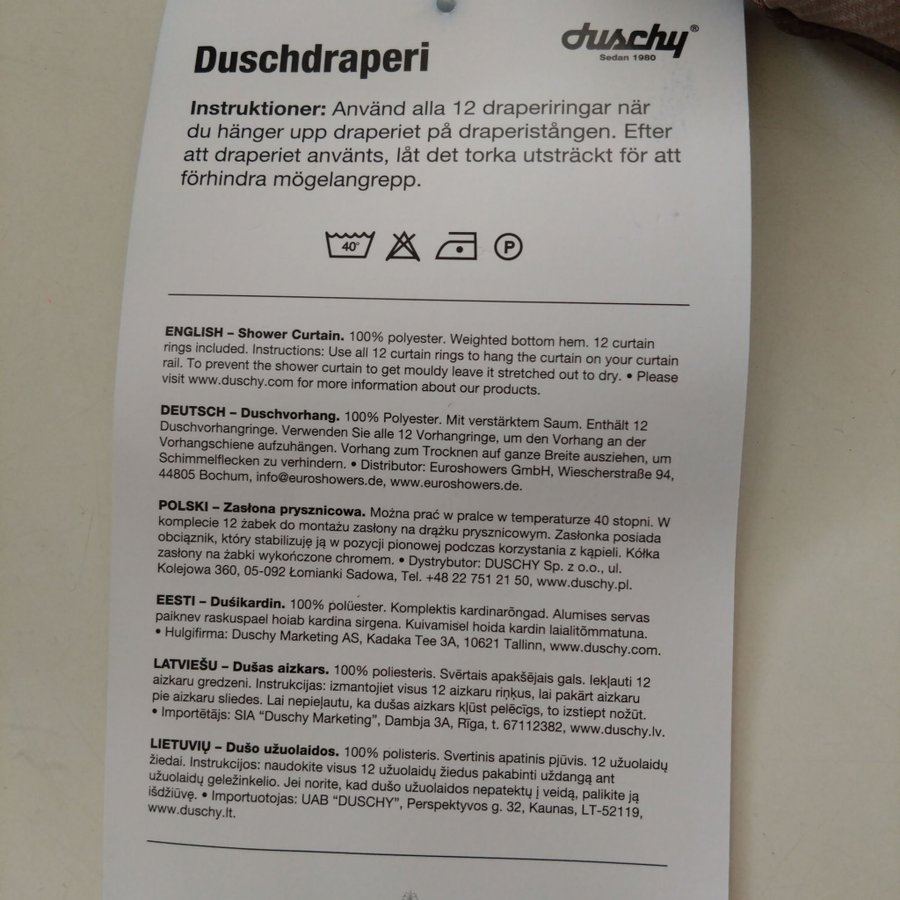 duschy®
Sedan 1980
Duschdraperi
Instruktioner: Använd alla 12 draperiringar när
du hänger upp draperiet på draperistången. Efter
att draperiet använts, låt det torka utsträckt för att
förhindra mögelangrepp.
40° P
ENGLISH – Shower Curtain. 100% polyester. Weighted bottom hem. 12 curtain
rings included. Instructions: Use all 12 curtain rings to hang the curtain on your curtain
rail. To prevent the shower curtain to get mouldy leave it stretched out to dry. • Please
visit www.duschy.com for more information about our products.
DEUTSCH – Duschvorhang. 100% Polyester. Mit verstärktem Saum. Enthält 12
Duschvorhangringe. Verwenden Sie alle 12 Vorhangringe, um den Vorhang an der
Vorhangschiene aufzuhängen. Vorhang zum Trocknen auf ganze Breite ausziehen, um
Schimmelflecken zu verhindern. • Distributor: Euroshowers GmbH, Wiescherstraße 94,
44805 Bochum, info@euroshowers.de, www.euroshowers.de.
POLSKI – Zasłona prysznicowa. Można prać w pralce w temperaturze 40 stopni. W
komplecie 12 żabek do montażu zasłony na drążku prysznicowym. Zasłonka posiada
obciąznik, który stabilizuję ją w pozycji pionowej podczas korzystania z kąpieli. Kółka
zasłony na żabki wykończone chromem. • Dystrybutor: DUSCHY Sp. z o.o., ul.
Kolejowa 360, 05-092 Łomianki Sadowa, Tel. +48 22 751 21 50, www.duschy.pl.
EESTI – Duśikardin. 100% polüester. Komplektis kardinarõngad. Alumises servas
paiknev raskuspael hoiab kardina sirgena. Kuivamisel hoida kardin laialitõmmatuna.
• Hulgifirma: Duschy Marketing AS, Kadaka Tee 3A, 10621 Tallinn, www.duschy.com.
LATVIEŠU – Dušas aizkars. 100% poliesteris. Svērtais apakšējais gals. Iekļauti 12
aizkaru gredzeni. Instrukcijas: izmantojiet visus 12 aizkaru riņķus, lai pakārt aizkaru
pie aizkaru sliedes. Lai nepieļautu, ka dušas aizkars kļūst pelēcīgs, to izstiept nožūt.
• Importētājs: SIA “Duschy Marketing”, Dambja 3A, Rīga, t. 67112382, www.duschy.lv.
LIETUVIŲ – Dušo užuolaidos. 100% polisteris. Svertinis apatinis pjūvis. 12 užuolaidų
žiedai. Instrukcijos: naudokite visus 12 užuolaidų žiedus pakabinti uždangą ant
užuolaidų geležinkelio. Jei norite, kad dušo užuolaidos nepatektų į veidą, palikite ją
išdžiūvę. • Importuotojas: UAB “DUSCHY”, Perspektyvos g. 32, Kaunas, LT-52119,
www.duschy.lt.